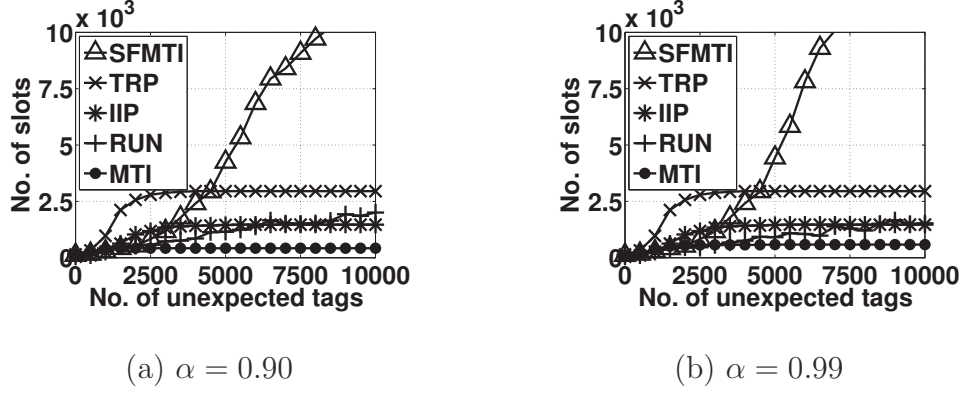 x 10³
10
7.5
5
2.5
0
No. of slots
SFMTI
TRP
IIP
RUN
MTI
0 2500 5000 7500 10000
No. of unexpected tags
(a) α = 0.90
x 10³
10
7.5
5
2.5
0
No. of slots
SFMTI
TRP
IIP
RUN
MTI
0 2500 5000 7500 10000
No. of unexpected tags
(b) α = 0.99